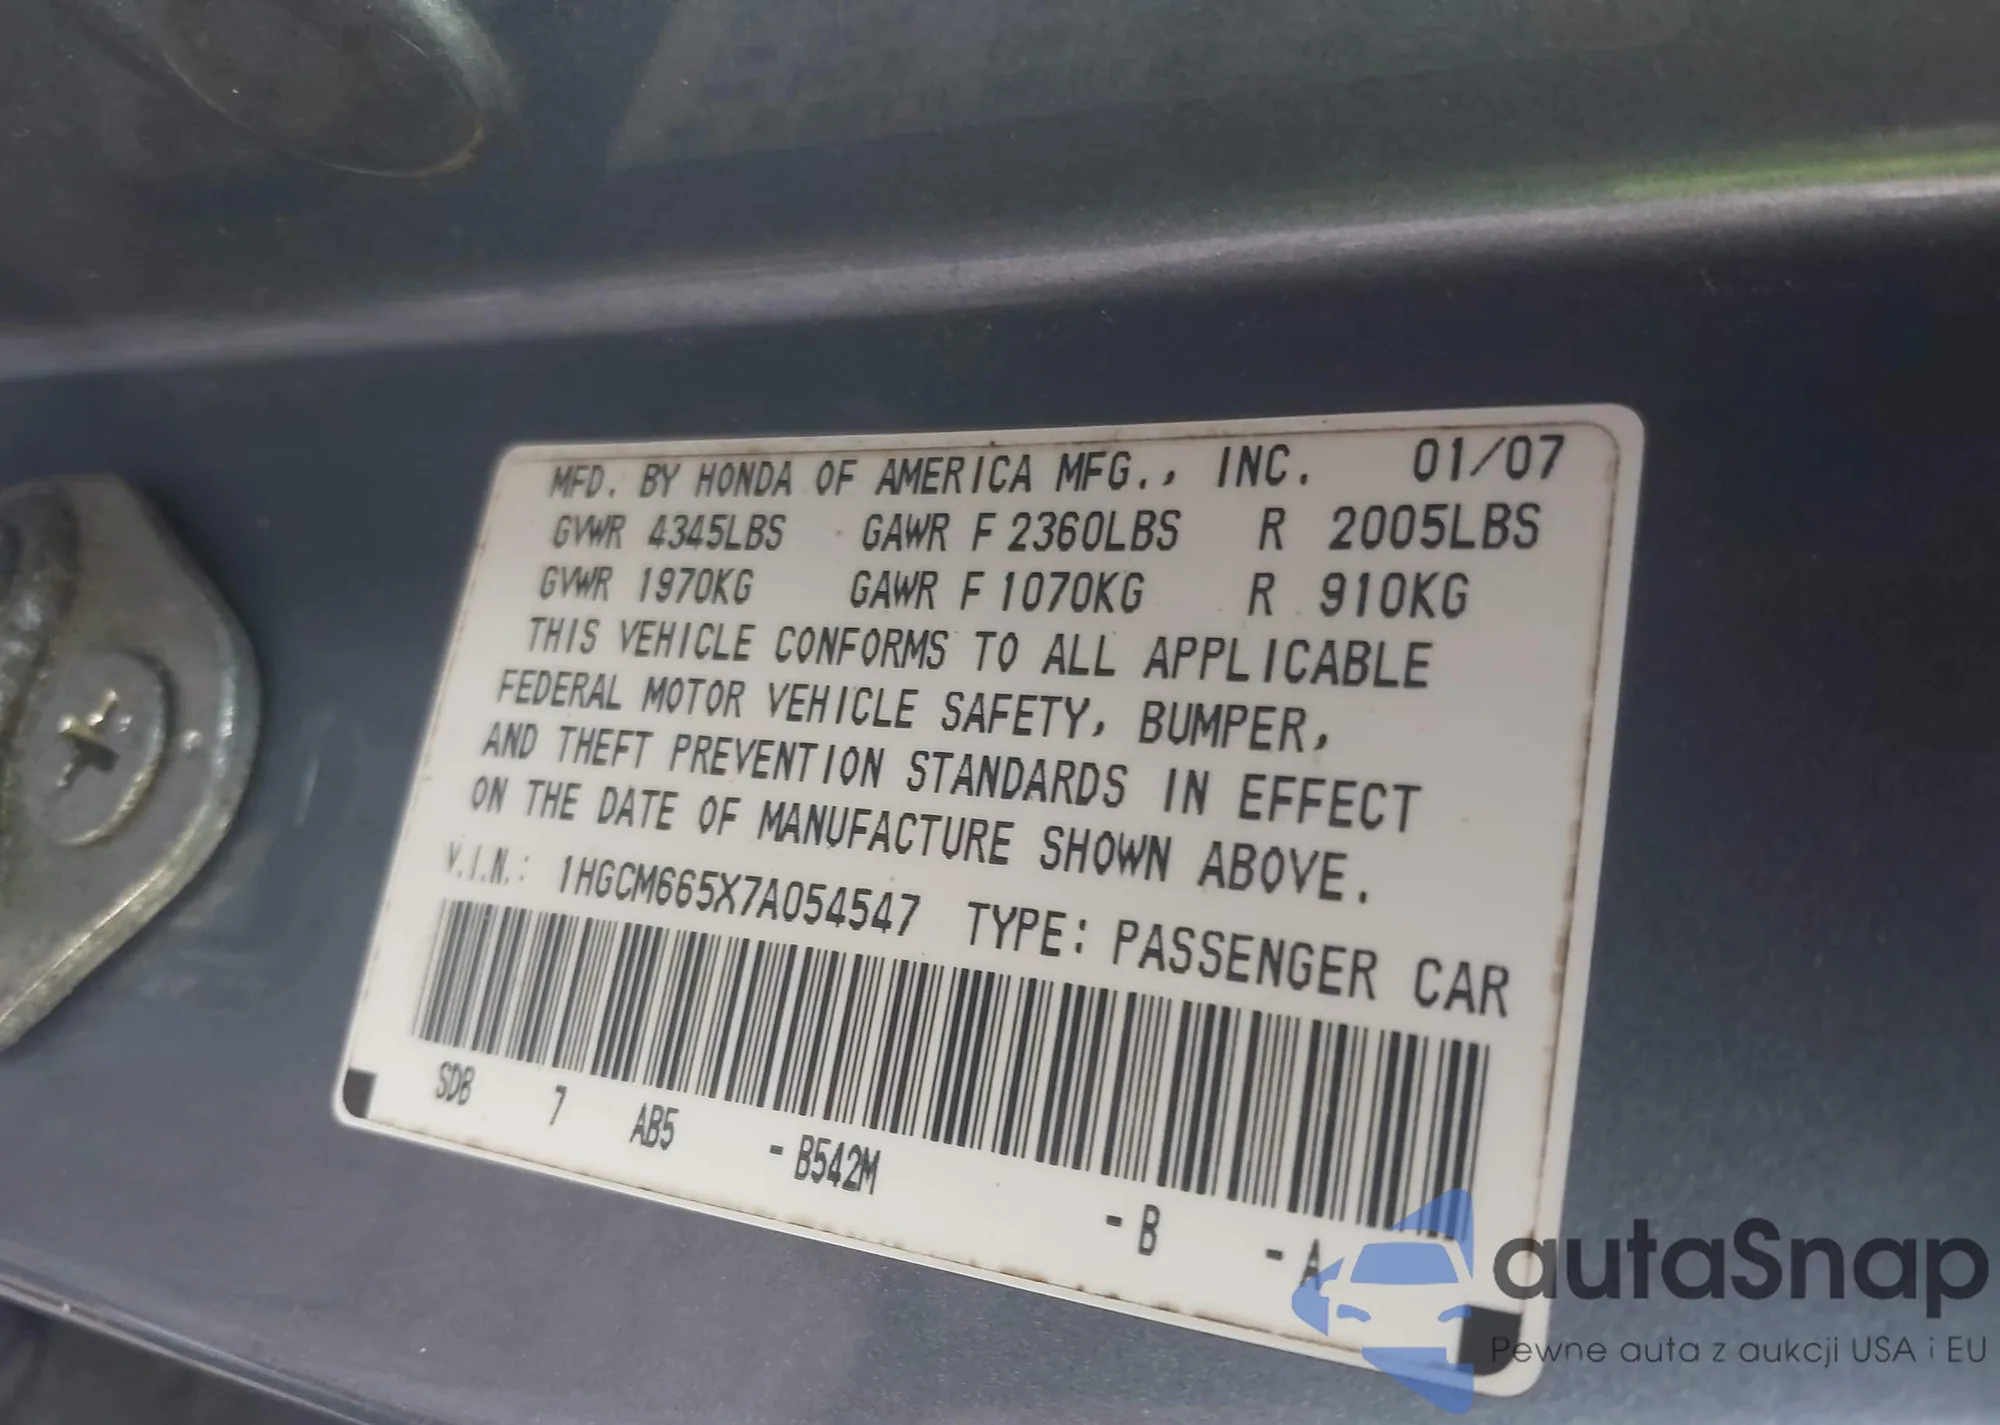 MFD. BY HONDA OF AMERICA MFG., INC. 01/07
GVWR 4345LBS GAWR F 2360LBS R 2005LBS
GVWR 1970KG GAWR F 1070KG R 910KG
THIS VEHICLE CONFORMS TO ALL APPLICABLE
FEDERAL MOTOR VEHICLE SAFETY, BUMPER,
AND THEFT PREVENTION STANDARDS IN EFFECT
ON THE DATE OF MANUFACTURE SHOWN ABOVE.
V.I.N.: 1HGCM665X7A054547 TYPE: PASSENGER CAR
SDB 7 AB5 - B542M - B - A
autaSnap
Pewne auta z aukcji USA i EU